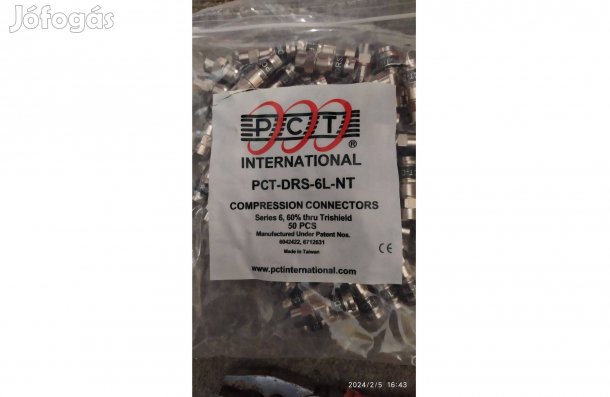 Jófogás
PCT
®
INTERNATIONAL
PCT-DRS-6L-NT
COMPRESSION CONNECTORS
Series 6, 60% thru Trishield
50 PCS
Manufactured Under Patent Nos.
6042422, 6712631
Made in Taiwan
CE
www.pctinternational.com
2024/2/5 16:43